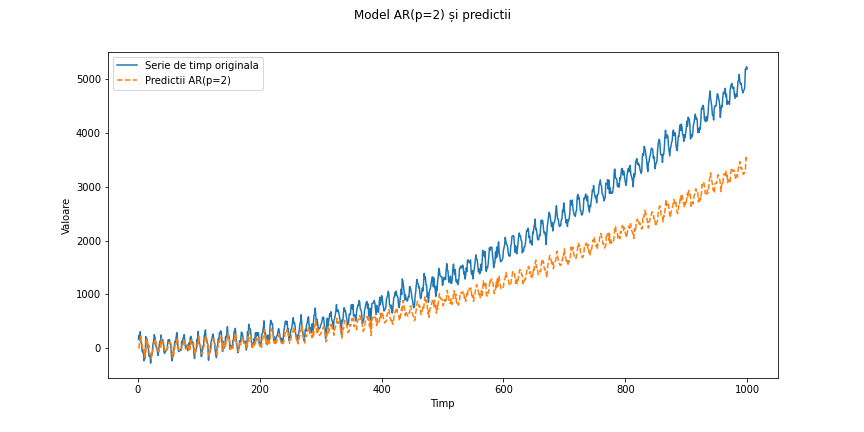 Model AR(p=2) și predictii
Serie de timp originala
Predictii AR(p=2)
5000
4000
3000
2000
1000
0
Valoare
0 200 400 600 800 1000
Timp